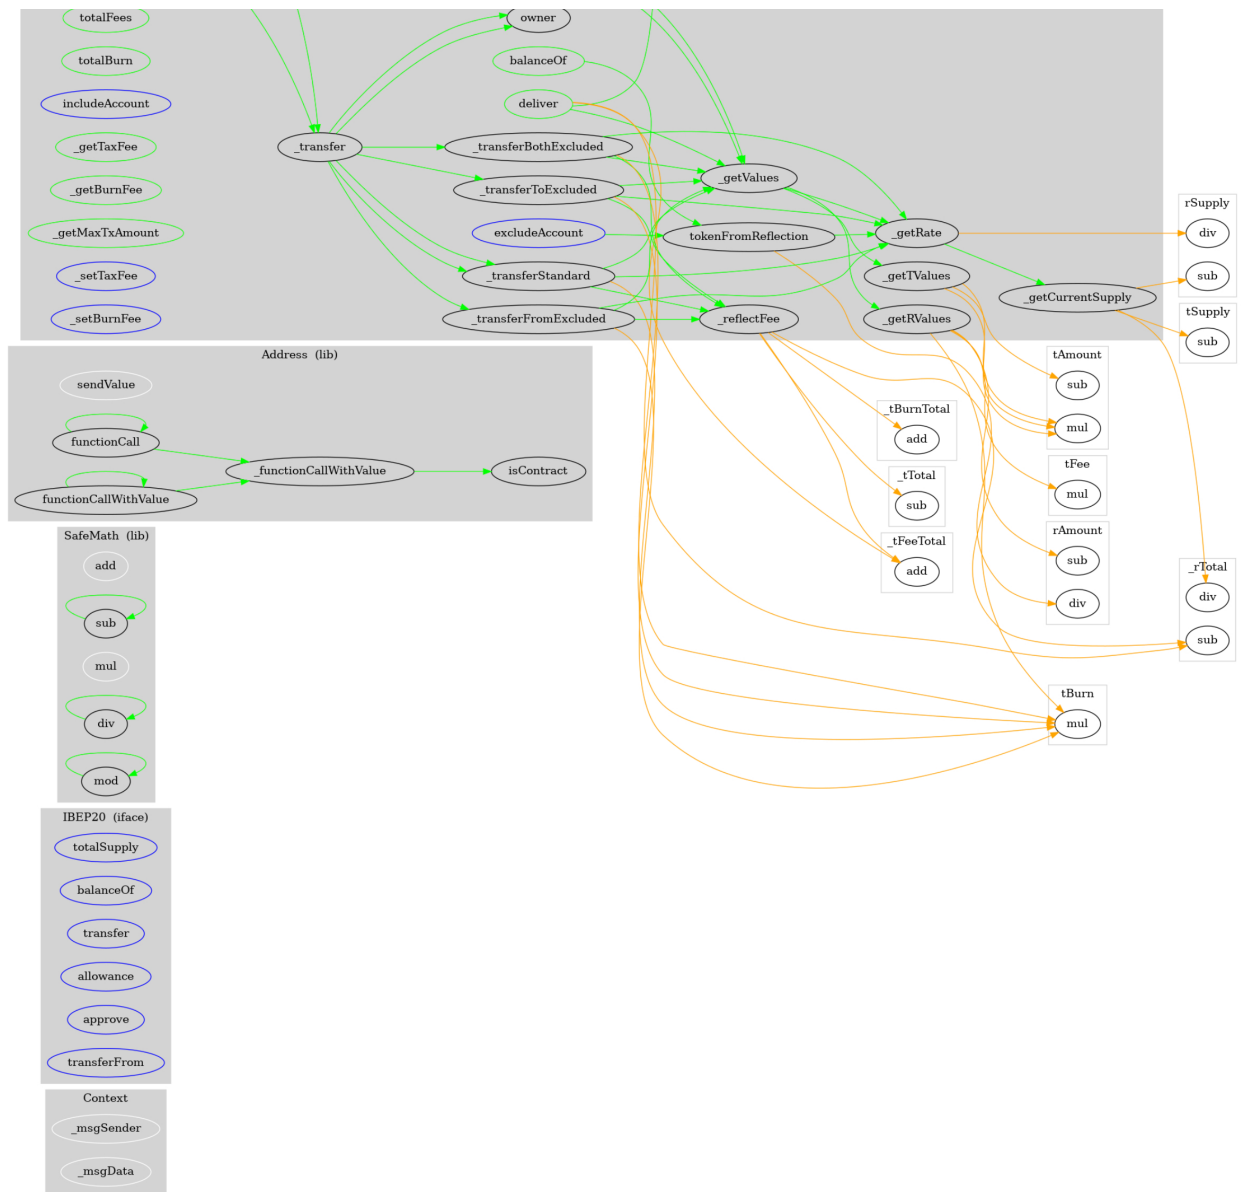 totalFees
owner
totalBurn
balanceOf
includeAccount
deliver
_getTaxFee
_transfer
_transferBothExcluded
_getValues
_getBurnFee
_transferToExcluded
rSupply
_getMaxTxAmount
excludeAccount
tokenFromReflection
_getRate
div
_setTaxFee
_transferStandard
_getTValues
sub
_getCurrentSupply
_setBurnFee
_transferFromExcluded
_reflectFee
_getRValues
tSupply
sub
Address  (lib)
sendValue
functionCall
_functionCallWithValue
isContract
functionCallWithValue
tAmount
sub
mul
_tBurnTotal
add
tFee
mul
_tTotal
sub
_tFeeTotal
add
rAmount
sub
div
_rTotal
div
sub
tBurn
mul
SafeMath  (lib)
add
sub
mul
div
mod
IBEP20  (iface)
totalSupply
balanceOf
transfer
allowance
approve
transferFrom
Context
_msgSender
_msgData